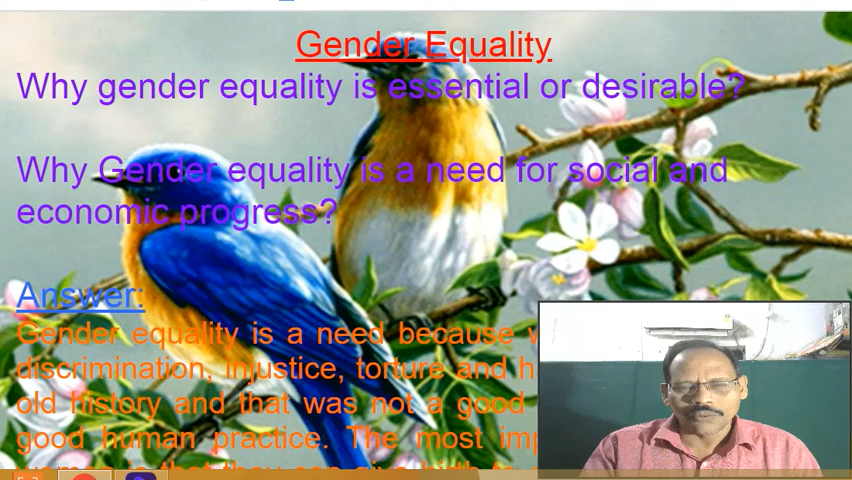 Gender Equality
Why gender equality is essential or desirable?
Why Gender equality is a need for social and
economic progress?
Answer:
Gender equality is a need because
discrimination, injustice, torture and
old history and that was not a good
good human practice. The most